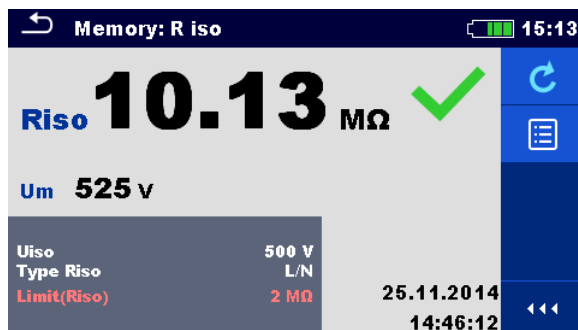 Memory: R iso
15:13
Riso 10.13 MΩ
Um 525 V
Uiso 500 V
Type Riso L/N
Limit(Riso) 2 MΩ
25.11.2014
14:46:12